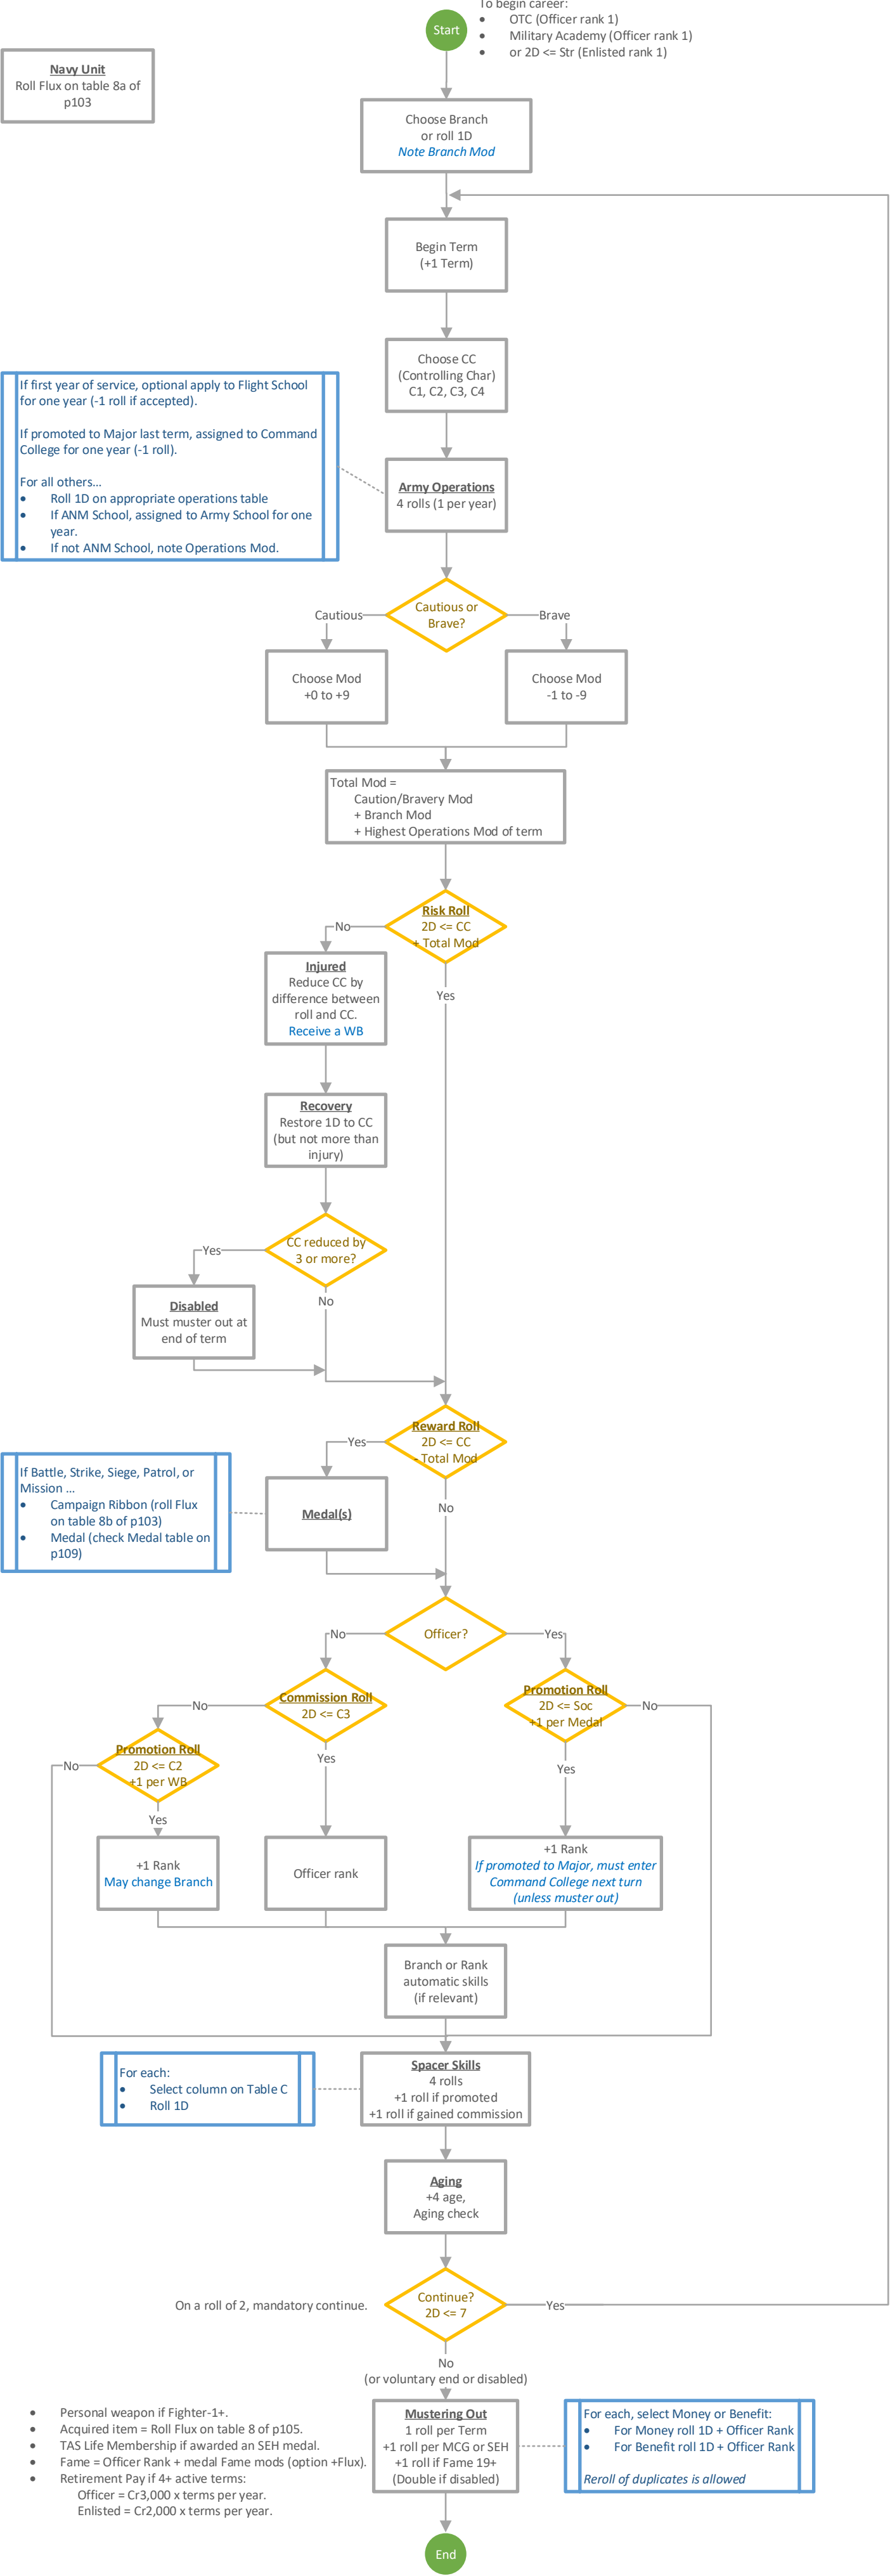 To begin career:
• OTC (Officer rank 1)
• Military Academy (Officer rank 1)
• or 2D <= Str (Enlisted rank 1)
Start
Navy Unit
Roll Flux on table 8a of
p103
Choose Branch
or roll 1D
Note Branch Mod
Begin Term
(+1 Term)
Choose CC
(Controlling Char)
C1, C2, C3, C4
If first year of service, optional apply to Flight School
for one year (-1 roll if accepted).
If promoted to Major last term, assigned to Command
College for one year (-1 roll).
For all others...
• Roll 1D on appropriate operations table
• If ANM School, assigned to Army School for one
year.
• If not ANM School, note Operations Mod.
Army Operations
4 rolls (1 per year)
Cautious or
Brave?
Cautious
Brave
Choose Mod
+0 to +9
Choose Mod
-1 to -9
Total Mod =
Caution/Bravery Mod
+ Branch Mod
+ Highest Operations Mod of term
Risk Roll
2D <= CC
+ Total Mod
No
Yes
Injured
Reduce CC by
difference between
roll and CC.
Receive a WB
Recovery
Restore 1D to CC
(but not more than
injury)
CC reduced by
3 or more?
Yes
No
Disabled
Must muster out at
end of term
Reward Roll
2D <= CC
- Total Mod
Yes
No
If Battle, Strike, Siege, Patrol, or
Mission ...
• Campaign Ribbon (roll Flux
on table 8b of p103)
• Medal (check Medal table on
p109)
Medal(s)
Officer?
No
Yes
Commission Roll
2D <= C3
No
Yes
Promotion Roll
2D <= Soc
+1 per Medal
No
Yes
Promotion Roll
2D <= C2
+1 per WB
No
Yes
+1 Rank
May change Branch
Officer rank
+1 Rank
If promoted to Major, must enter
Command College next turn
(unless muster out)
Branch or Rank
automatic skills
(if relevant)
For each:
• Select column on Table C
• Roll 1D
Spacer Skills
4 rolls
+1 roll if promoted
+1 roll if gained commission
Aging
+4 age,
Aging check
On a roll of 2, mandatory continue.
Continue?
2D <= 7
Yes
No
(or voluntary end or disabled)
• Personal weapon if Fighter-1+.
• Acquired item = Roll Flux on table 8 of p105.
• TAS Life Membership if awarded an SEH medal.
• Fame = Officer Rank + medal Fame mods (option +Flux).
• Retirement Pay if 4+ active terms:
Officer = Cr3,000 x terms per year.
Enlisted = Cr2,000 x terms per year.
Mustering Out
1 roll per Term
+1 roll per MCG or SEH
+1 roll if Fame 19+
(Double if disabled)
For each, select Money or Benefit:
• For Money roll 1D + Officer Rank
• For Benefit roll 1D + Officer Rank
Reroll of duplicates is allowed
End